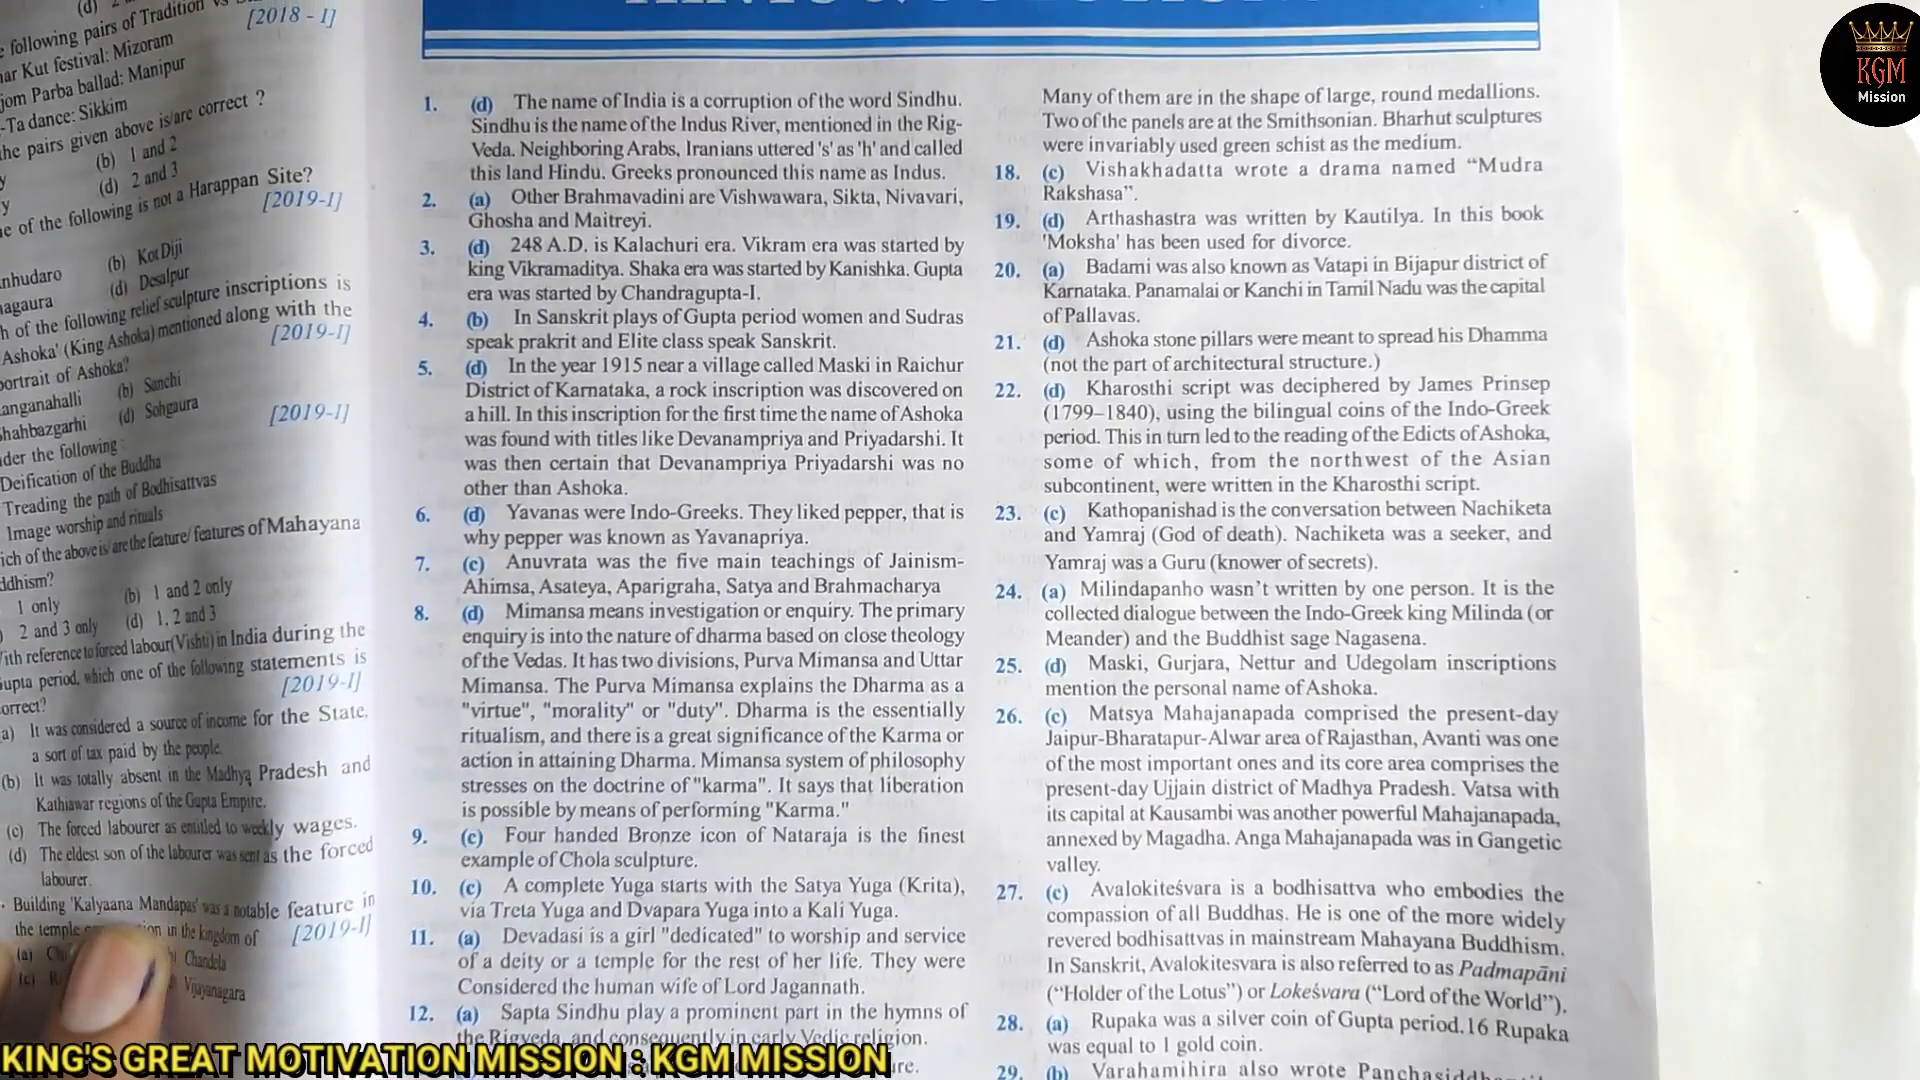 [2018 - I]
following pairs of Tradition
Kut festival: Mizoram
Parba ballad: Manipur
-Ta dance: Sikkim
the pairs given above is/are correct ?
(b) 1 and 2
(d) 2 and 3
of the following is not a Harappan Site?
[2019-I]
(b) Kot Diji
(d) Desalpur
of the following relief sculpture inscriptions is
Ashoka' (King Ashoka) mentioned along with the
portrait of Ashoka?
[2019-I]
(b) Sanchi
(d) Sohgaura
[2019-I]
the following :
Deification of the Buddha
Treading the path of Bodhisattvas
Image worship and rituals
of the above is/are the feature/ features of Mahayana
1 only
(b) 1 and 2 only
2 and 3 only
(d) 1, 2 and 3
reference to forced labour (Vishti) in India during the
period, which one of the following statements is
[2019-I]
It was considered a source of income for the State,
a sort of tax paid by the people.
(b) It was totally absent in the Madhya Pradesh and
Kathiawar regions of the Gupta Empire.
(c) The forced labourer as entitled to weekly wages.
(d) The eldest son of the labourer was sent as the forced
labourer.
Building 'Kalyaana Mandapas' was a notable feature in
the temple in the kingdom of
[2019-I]
(a)
Chandela
(c)
Vijayanagara
1. (d) The name of India is a corruption of the word Sindhu.
Sindhu is the name of the Indus River, mentioned in the Rig-
Veda. Neighboring Arabs, Iranians uttered 's' as 'h' and called
this land Hindu. Greeks pronounced this name as Indus.
2. (a) Other Brahmavadini are Vishwawara, Sikta, Nivavari,
Ghosha and Maitreyi.
3. (d) 248 A.D. is Kalachuri era. Vikram era was started by
king Vikramaditya. Shaka era was started by Kanishka. Gupta
era was started by Chandragupta-I.
4. (b) In Sanskrit plays of Gupta period women and Sudras
speak prakrit and Elite class speak Sanskrit.
5. (d) In the year 1915 near a village called Maski in Raichur
District of Karnataka, a rock inscription was discovered on
a hill. In this inscription for the first time the name of Ashoka
was found with titles like Devanampriya and Priyadarshi. It
was then certain that Devanampriya Priyadarshi was no
other than Ashoka.
6. (d) Yavanas were Indo-Greeks. They liked pepper, that is
why pepper was known as Yavanapriya.
7. (c) Anuvrata was the five main teachings of Jainism-
Ahimsa, Asateya, Aparigraha, Satya and Brahmacharya
8. (d) Mimansa means investigation or enquiry. The primary
enquiry is into the nature of dharma based on close theology
of the Vedas. It has two divisions, Purva Mimansa and Uttar
Mimansa. The Purva Mimansa explains the Dharma as a
"virtue", "morality" or "duty". Dharma is the essentially
ritualism, and there is a great significance of the Karma or
action in attaining Dharma. Mimansa system of philosophy
stresses on the doctrine of "karma". It says that liberation
is possible by means of performing "Karma."
9. (c) Four handed Bronze icon of Nataraja is the finest
example of Chola sculpture.
10. (c) A complete Yuga starts with the Satya Yuga (Krita),
via Treta Yuga and Dvapara Yuga into a Kali Yuga.
11. (a) Devadasi is a girl "dedicated" to worship and service
of a deity or a temple for the rest of her life. They were
Considered the human wife of Lord Jagannath.
12. (a) Sapta Sindhu play a prominent part in the hymns of
the Rigveda, and consequently in early Vedic religion.
Many of them are in the shape of large, round medallions.
Two of the panels are at the Smithsonian. Bharhut sculptures
were invariably used green schist as the medium.
18. (c) Vishakhadatta wrote a drama named “Mudra
Rakshasa”.
19. (d) Arthashastra was written by Kautilya. In this book
'Moksha' has been used for divorce.
20. (a) Badami was also known as Vatapi in Bijapur district of
Karnataka. Panamalai or Kanchi in Tamil Nadu was the capital
of Pallavas.
21. (d) Ashoka stone pillars were meant to spread his Dhamma
(not the part of architectural structure.)
22. (d) Kharosthi script was deciphered by James Prinsep
(1799–1840), using the bilingual coins of the Indo-Greek
period. This in turn led to the reading of the Edicts of Ashoka,
some of which, from the northwest of the Asian
subcontinent, were written in the Kharosthi script.
23. (c) Kathopanishad is the conversation between Nachiketa
and Yamraj (God of death). Nachiketa was a seeker, and
Yamraj was a Guru (knower of secrets).
24. (a) Milindapanho wasn’t written by one person. It is the
collected dialogue between the Indo-Greek king Milinda (or
Meander) and the Buddhist sage Nagasena.
25. (d) Maski, Gurjara, Nettur and Udegolam inscriptions
mention the personal name of Ashoka.
26. (c) Matsya Mahajanapada comprised the present-day
Jaipur-Bharatapur-Alwar area of Rajasthan, Avanti was one
of the most important ones and its core area comprises the
present-day Ujjain district of Madhya Pradesh. Vatsa with
its capital at Kausambi was another powerful Mahajanapada,
annexed by Magadha. Anga Mahajanapada was in Gangetic
valley.
27. (c) Avalokiteśvara is a bodhisattva who embodies the
compassion of all Buddhas. He is one of the more widely
revered bodhisattvas in mainstream Mahayana Buddhism.
In Sanskrit, Avalokitesvara is also referred to as Padmapāni
(“Holder of the Lotus”) or Lokeśvara (“Lord of the World”).
28. (a) Rupaka was a silver coin of Gupta period.16 Rupaka
was equal to 1 gold coin.
29. (b) Varahamihira also wrote
KGM
Mission
KING'S GREAT MOTIVATION MISSION : KGM MISSION